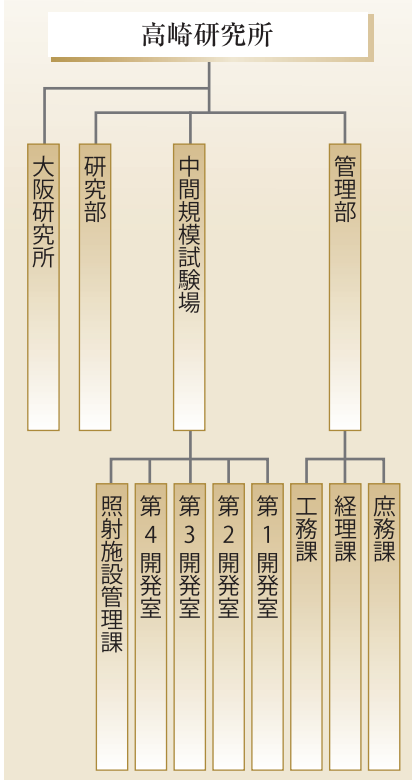 高崎研究所
管理部
中間規模試験場
研究部
大阪研究所
庶務課
経理課
工務課
第1開発室
第2開発室
第3開発室
第4開発室
照射施設管理課